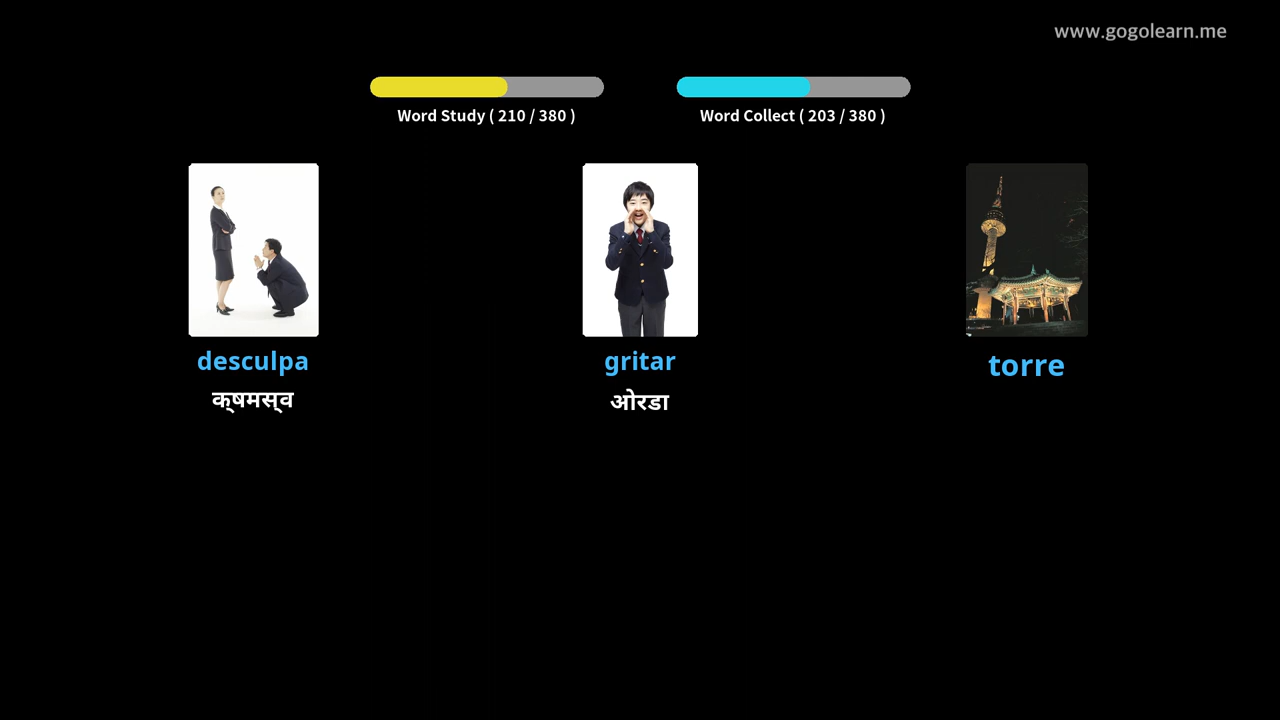 www.gogolearn.me
Word Study ( 210 / 380 )
Word Collect ( 203 / 380 )
desculpa
gritar
torre
क्षमस्व
ओरडा